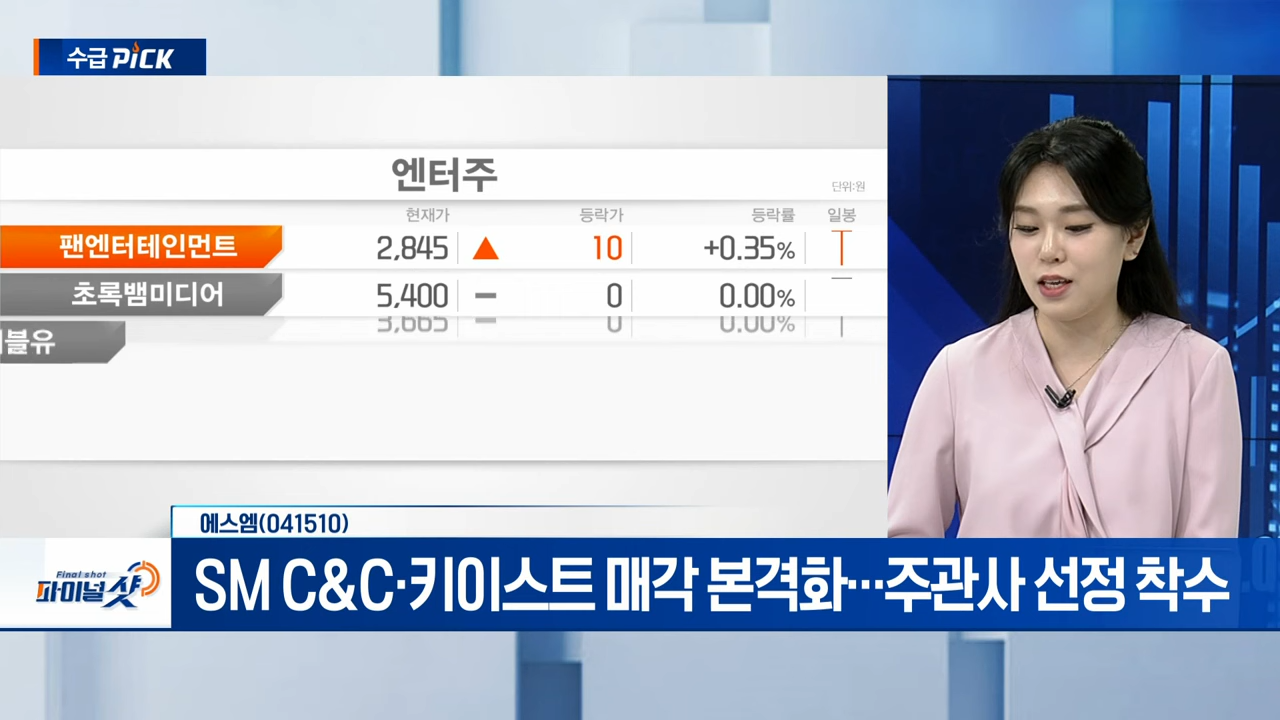 수급 PICK
엔터주
단위:원
현재가 등락가 등락률 일봉
팬엔터테인먼트 2,845 ▲ 10 +0.35%
초록뱀미디어 5,400 － 0 0.00%
블유 3,665 － 0 0.00%
에스엠(041510)
Final shot
파이널샷
SM C&C·키이스트 매각 본격화…주관사 선정 착수